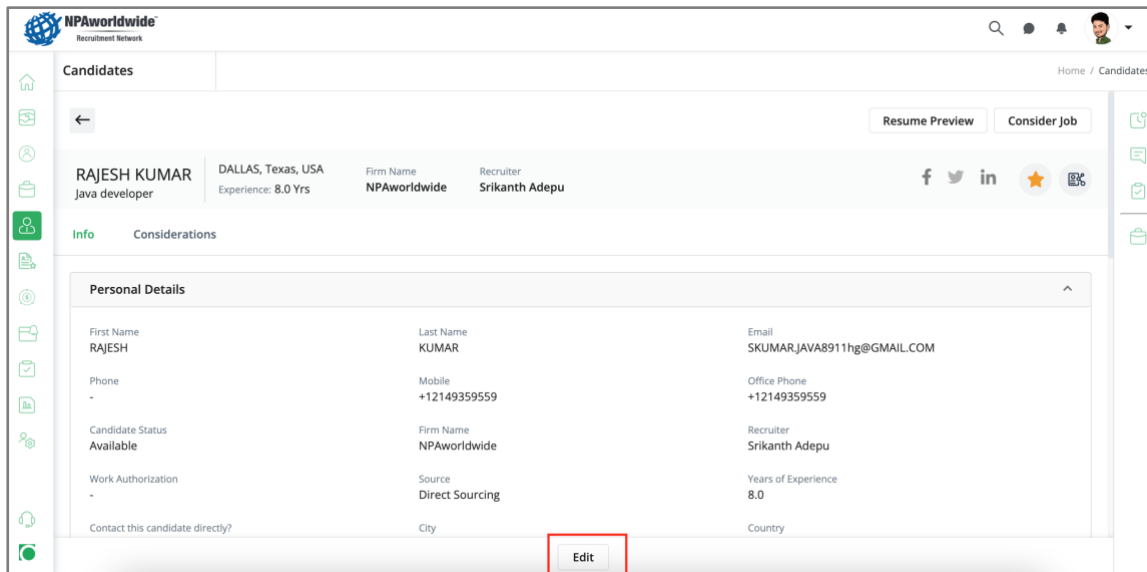 NPAworldwide
Recruitment Network
Candidates
Home / Candidates
Resume Preview
Consider Job
RAJESH KUMAR
Java developer
DALLAS, Texas, USA
Experience: 8.0 Yrs
Firm Name
NPAworldwide
Recruiter
Srikanth Adepu
Info
Considerations
Personal Details
First Name
RAJESH
Last Name
KUMAR
Email
SKUMAR.JAVA8911hg@GMAIL.COM
Phone
-
Mobile
+12149359559
Office Phone
+12149359559
Candidate Status
Available
Firm Name
NPAworldwide
Recruiter
Srikanth Adepu
Work Authorization
-
Source
Direct Sourcing
Years of Experience
8.0
Contact this candidate directly?
City
Country
Edit